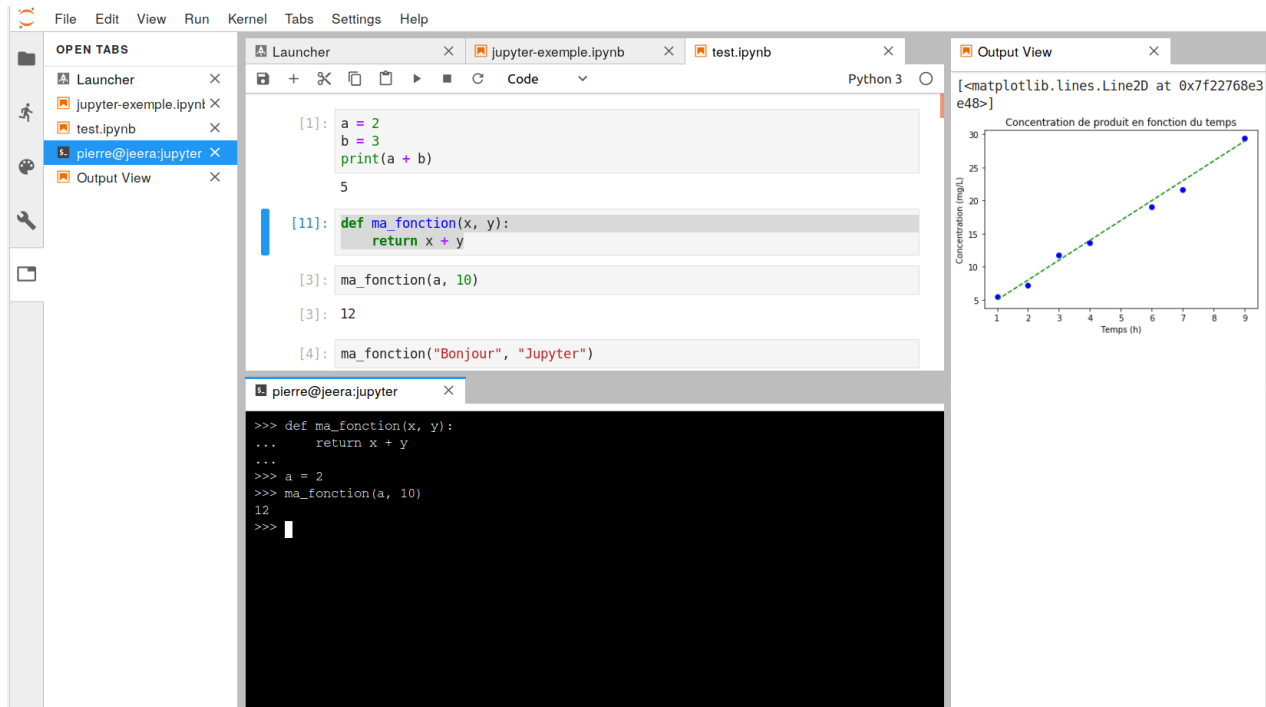 File Edit View Run Kernel Tabs Settings Help
OPEN TABS
Launcher
jupyter-exemple.ipynb
test.ipynb
pierre@jeera:jupyter
Output View
Launcher jupyter-exemple.ipynb test.ipynb
Code Python 3
[1]: a = 2
b = 3
print(a + b)
5
[11]: def ma_fonction(x, y):
return x + y
[3]: ma_fonction(a, 10)
[3]: 12
[4]: ma_fonction("Bonjour", "Jupyter")
pierre@jeera:jupyter
>>> def ma_fonction(x, y):
...     return x + y
...
>>> a = 2
>>> ma_fonction(a, 10)
12
>>>
Output View
[<matplotlib.lines.Line2D at 0x7f22768e3
e48>]
Concentration de produit en fonction du temps
Concentration (mg/L)
30
25
20
15
10
5
1 2 3 4 5 6 7 8 9
Temps (h)